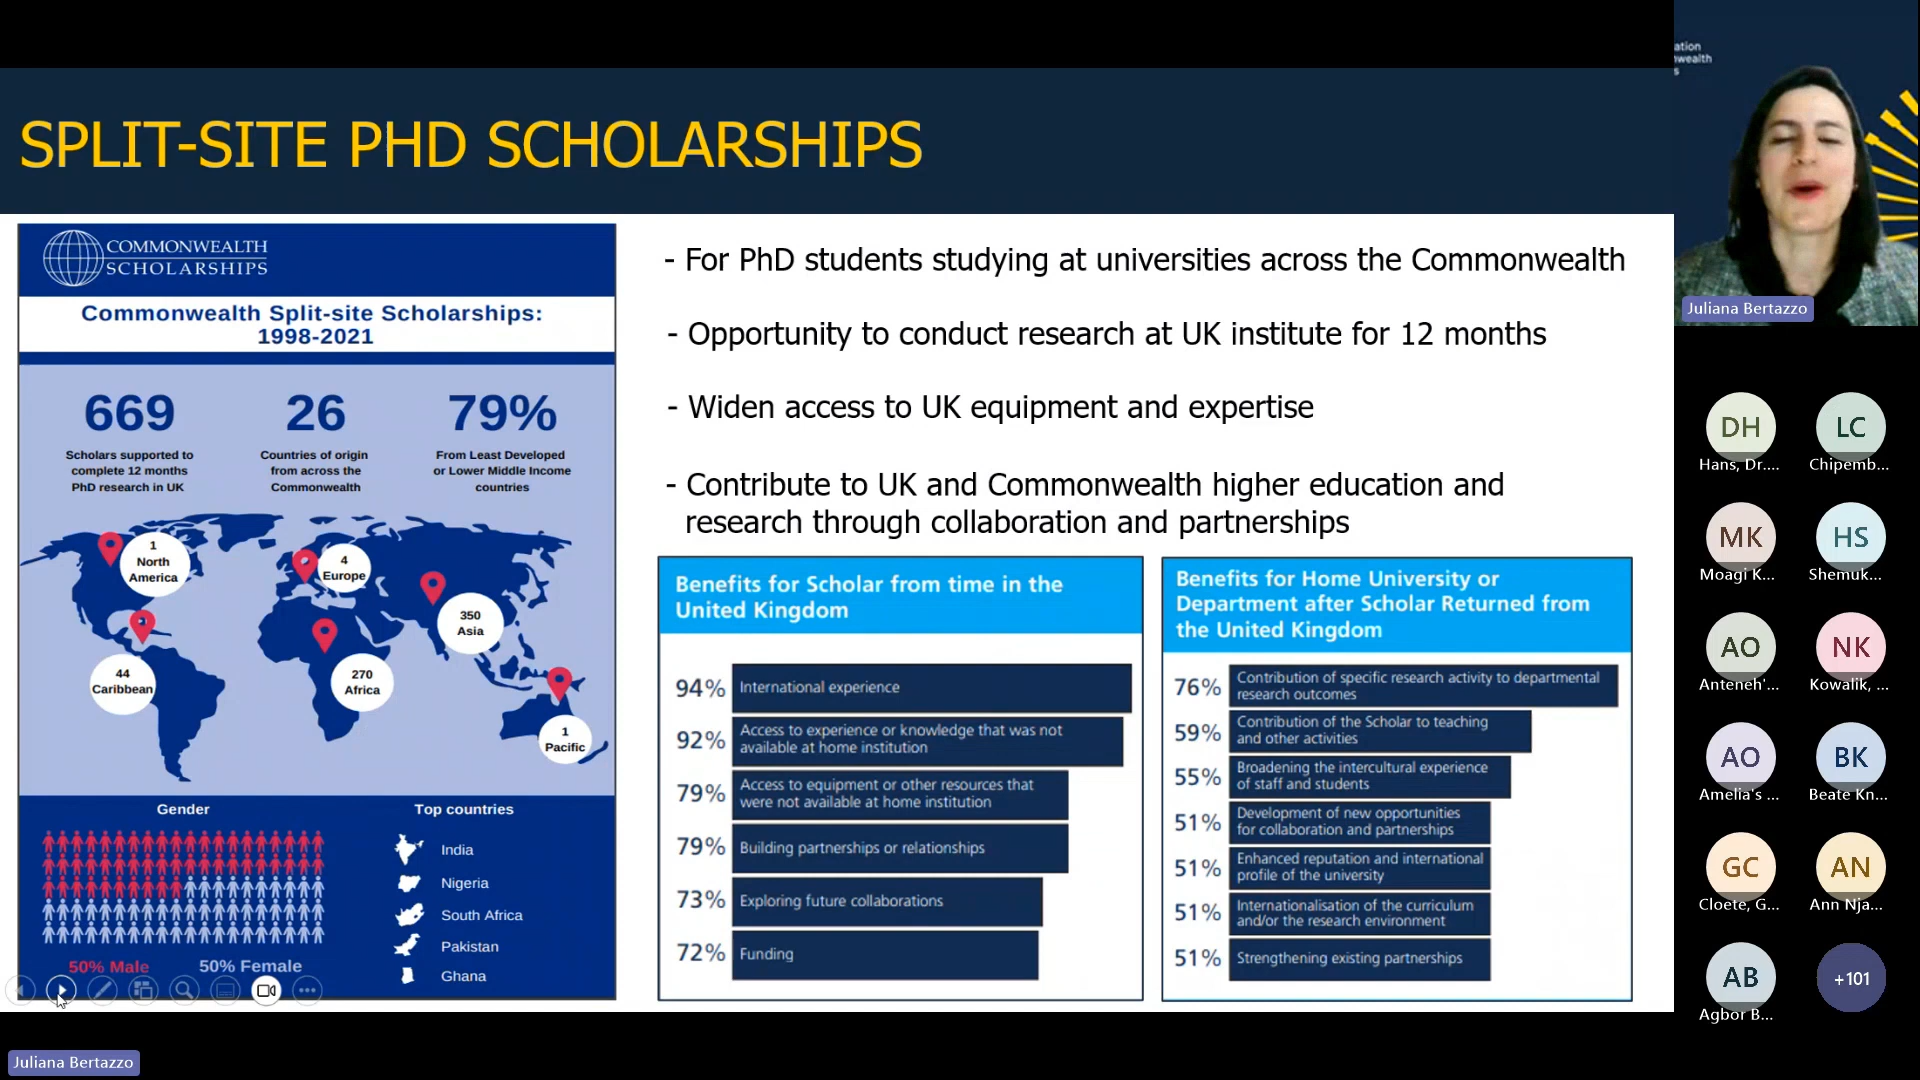 SPLIT-SITE PHD SCHOLARSHIPS
COMMONWEALTH
SCHOLARSHIPS
Commonwealth Split-site Scholarships:
1998-2021
669
Scholars supported to
complete 12 months
PhD research in UK
26
Countries of origin
from across the
Commonwealth
79%
From Least Developed
or Lower Middle Income
countries
1
North
America
4
Europe
350
Asia
44
Caribbean
270
Africa
1
Pacific
Gender
50% Male
50% Female
Top countries
India
Nigeria
South Africa
Pakistan
Ghana
- For PhD students studying at universities across the Commonwealth
- Opportunity to conduct research at UK institute for 12 months
- Widen access to UK equipment and expertise
- Contribute to UK and Commonwealth higher education and
research through collaboration and partnerships
Benefits for Scholar from time in the
United Kingdom
94% International experience
92% Access to experience or knowledge that was not
available at home institution
79% Access to equipment or other resources that
were not available at home institution
79% Building partnerships or relationships
73% Exploring future collaborations
72% Funding
Benefits for Home University or
Department after Scholar Returned from
the United Kingdom
76% Contribution of specific research activity to departmental
research outcomes
59% Contribution of the Scholar to teaching
and other activities
55% Broadening the intercultural experience
of staff and students
51% Development of new opportunities
for collaboration and partnerships
51% Enhanced reputation and international
profile of the university
51% Internationalisation of the curriculum
and/or the research environment
51% Strengthening existing partnerships
ation
wealth
s
Juliana Bertazzo
DH
Hans, Dr....
LC
Chipemb...
MK
Moagi K...
HS
Shemuk...
AO
Anteneh'...
NK
Kowalik, ...
AO
Amelia's ...
BK
Beate Kn...
GC
Cloete, G...
AN
Ann Nja...
AB
Agbor B...
+101
Juliana Bertazzo